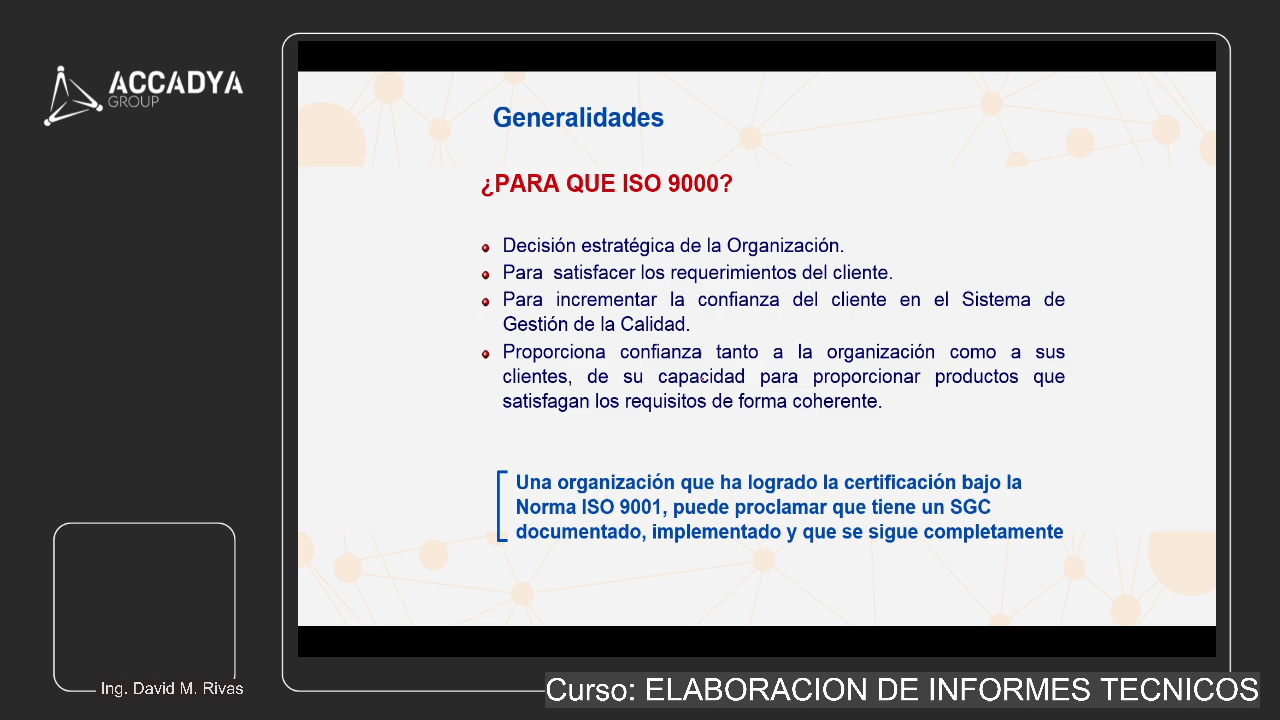 ACCADYA
GROUP
Generalidades
¿PARA QUE ISO 9000?
Decisión estratégica de la Organización.
Para satisfacer los requerimientos del cliente.
Para incrementar la confianza del cliente en el Sistema de
Gestión de la Calidad.
Proporciona confianza tanto a la organización como a sus
clientes, de su capacidad para proporcionar productos que
satisfagan los requisitos de forma coherente.
Una organización que ha logrado la certificación bajo la
Norma ISO 9001, puede proclamar que tiene un SGC
documentado, implementado y que se sigue completamente
Ing. David M. Rivas
Curso: ELABORACION DE INFORMES TECNICOS